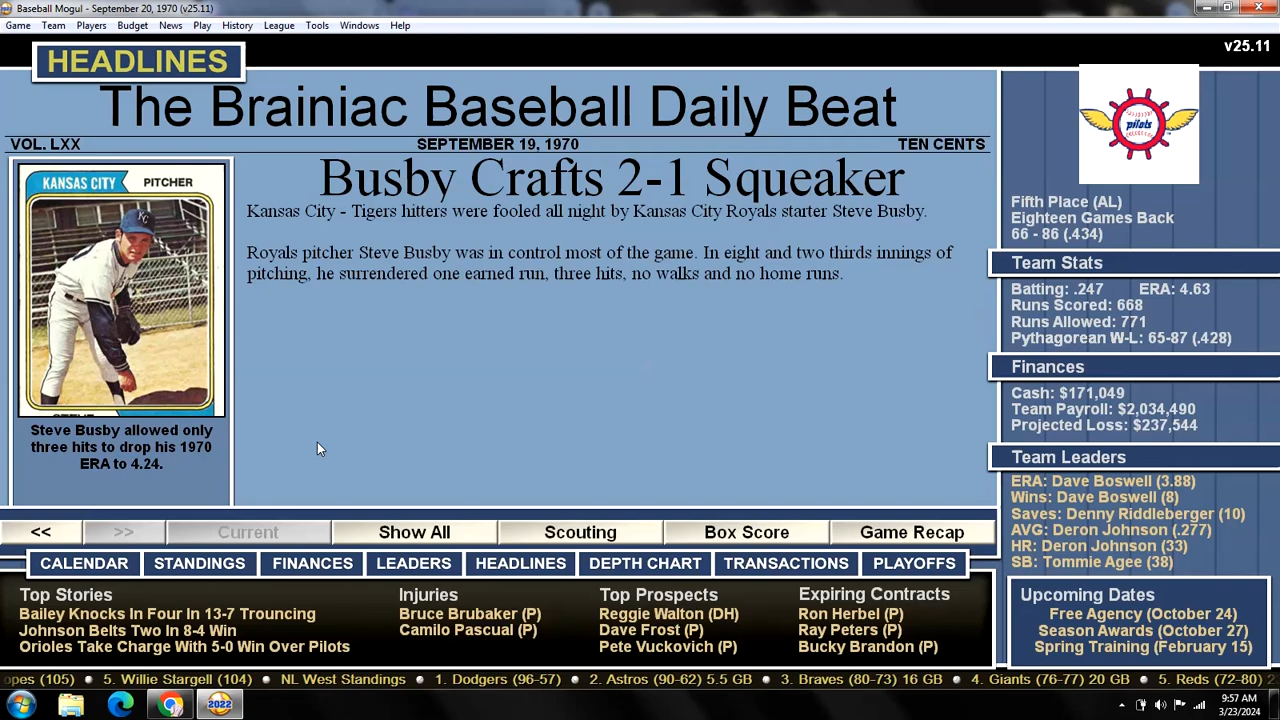 Baseball Mogul - September 20, 1970 (v25.11)
Game Team Players Budget News Play History League Tools Windows Help
HEADLINES
v25.11
The Brainiac Baseball Daily Beat
VOL. LXX SEPTEMBER 19, 1970 TEN CENTS
KANSAS CITY PITCHER
KC
Steve Busby allowed only
three hits to drop his 1970
ERA to 4.24.
Busby Crafts 2-1 Squeaker
Kansas City - Tigers hitters were fooled all night by Kansas City Royals starter Steve Busby.
Royals pitcher Steve Busby was in control most of the game. In eight and two thirds innings of
pitching, he surrendered one earned run, three hits, no walks and no home runs.
pilots
Fifth Place (AL)
Eighteen Games Back
66 - 86 (.434)
Team Stats
Batting: .247 ERA: 4.63
Runs Scored: 668
Runs Allowed: 771
Pythagorean W-L: 65-87 (.428)
Finances
Cash: $171,049
Team Payroll: $2,034,490
Projected Loss: $237,544
Team Leaders
ERA: Dave Boswell (3.88)
Wins: Dave Boswell (8)
Saves: Denny Riddleberger (10)
AVG: Deron Johnson (.277)
HR: Deron Johnson (33)
SB: Tommie Agee (38)
<< >> Current Show All Scouting Box Score Game Recap
CALENDAR STANDINGS FINANCES LEADERS HEADLINES DEPTH CHART TRANSACTIONS PLAYOFFS
Top Stories
Bailey Knocks In Four In 13-7 Trouncing
Johnson Belts Two In 8-4 Win
Orioles Take Charge With 5-0 Win Over Pilots
Injuries
Bruce Brubaker (P)
Camilo Pascual (P)
Top Prospects
Reggie Walton (DH)
Dave Frost (P)
Pete Vuckovich (P)
Expiring Contracts
Ron Herbel (P)
Ray Peters (P)
Bucky Brandon (P)
Upcoming Dates
Free Agency (October 24)
Season Awards (October 27)
Spring Training (February 15)
opes (105) 5. Willie Stargell (104) NL West Standings 1. Dodgers (96-57) 2. Astros (90-62) 5.5 GB 3. Braves (80-73) 16 GB 4. Giants (76-77) 20 GB 5. Reds (72-80)
2022
9:57 AM
3/23/2024